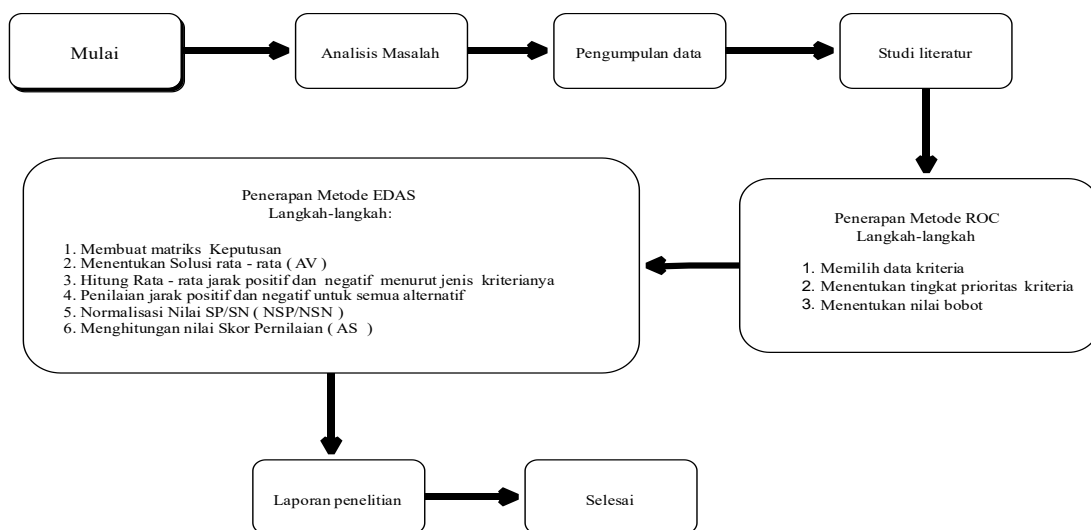 Mulai
Analisis Masalah
Pengumpulan data
Studi literatur
Penerapan Metode ROC
Langkah-langkah
1. Memilih data kriteria
2. Menentukan tingkat prioritas kriteria
3. Menentukan nilai bobot
Penerapan Metode EDAS
Langkah-langkah:
1. Membuat matriks Keputusan
2. Menentukan Solusi rata - rata ( AV )
3. Hitung Rata - rata jarak positif dan negatif menurut jenis kriterianya
4. Penilaian jarak positif dan negatif untuk semua alternatif
5. Normalisasi Nilai SP/SN ( NSP/NSN )
6. Menghitungan nilai Skor Pernilaian ( AS )
Laporan penelitian
Selesai